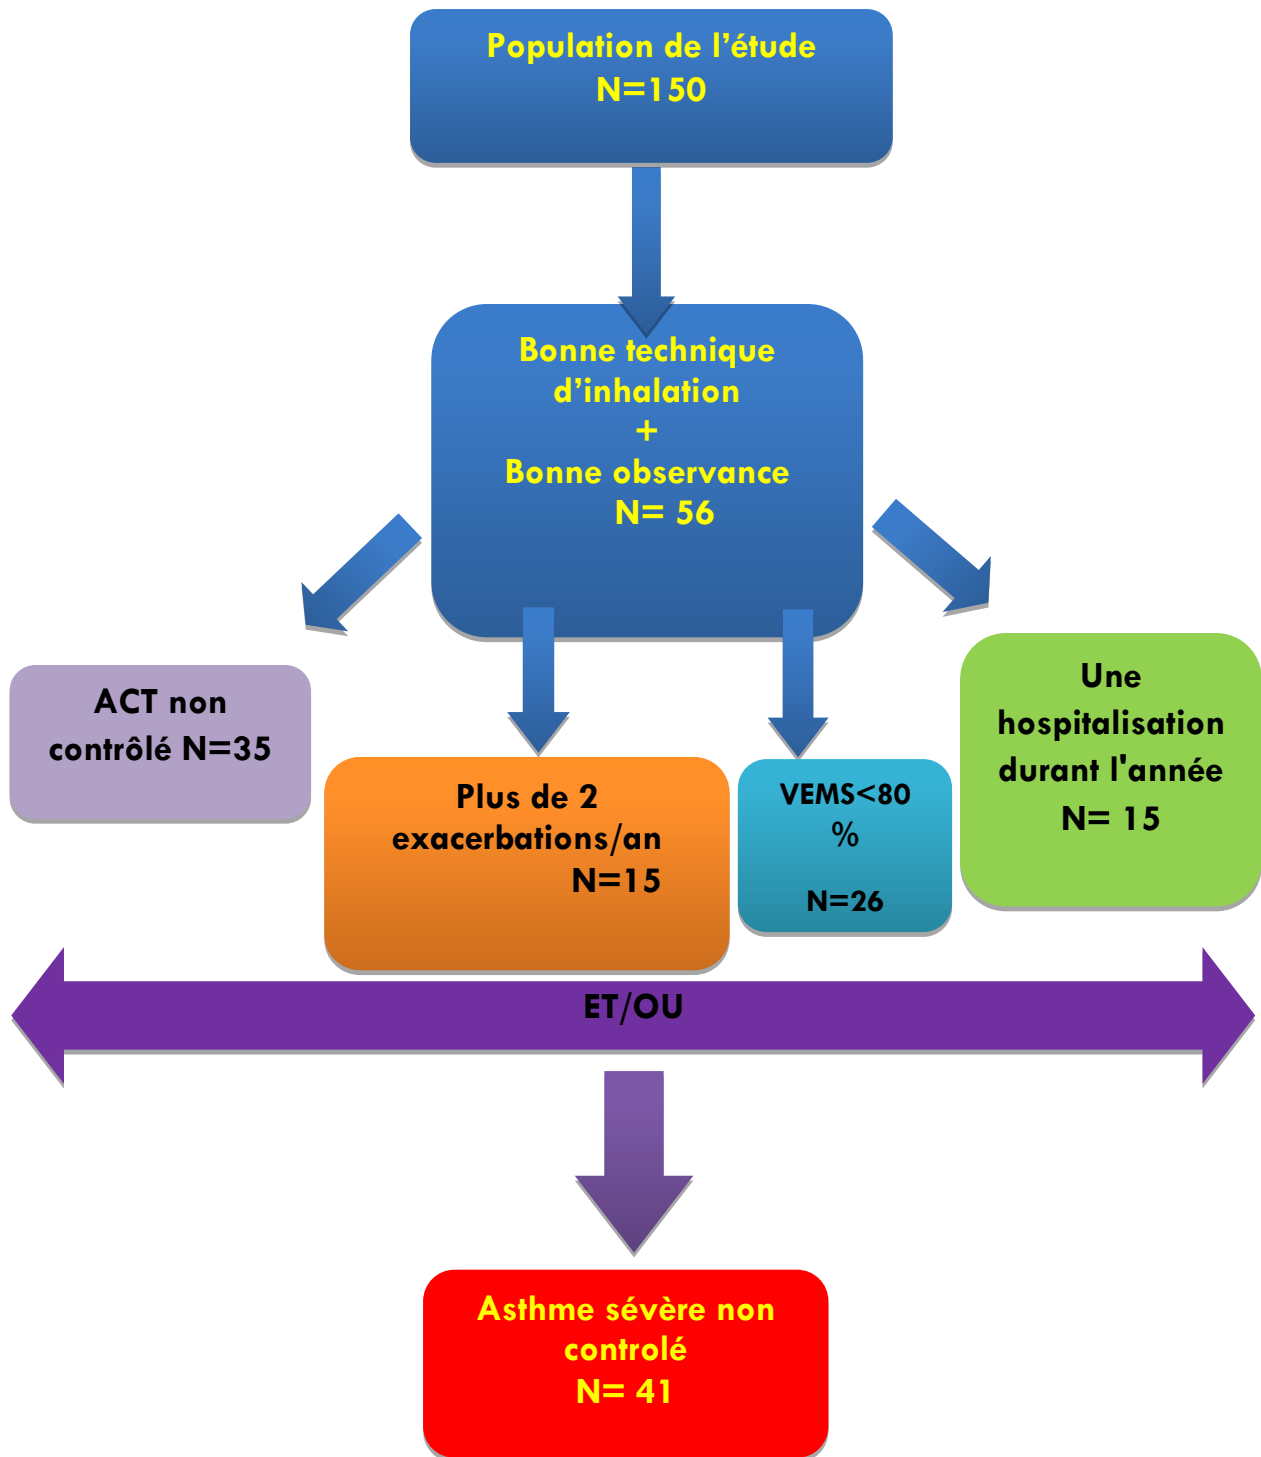 Population de l’étude
N=150
Bonne technique
d’inhalation
+
Bonne observance
N= 56
ACT non
contrôlé N=35
Plus de 2
exacerbations/an
N=15
VEMS<80
%
N=26
Une
hospitalisation
durant l'année
N= 15
ET/OU
Asthme sévère non
controlé
N= 41